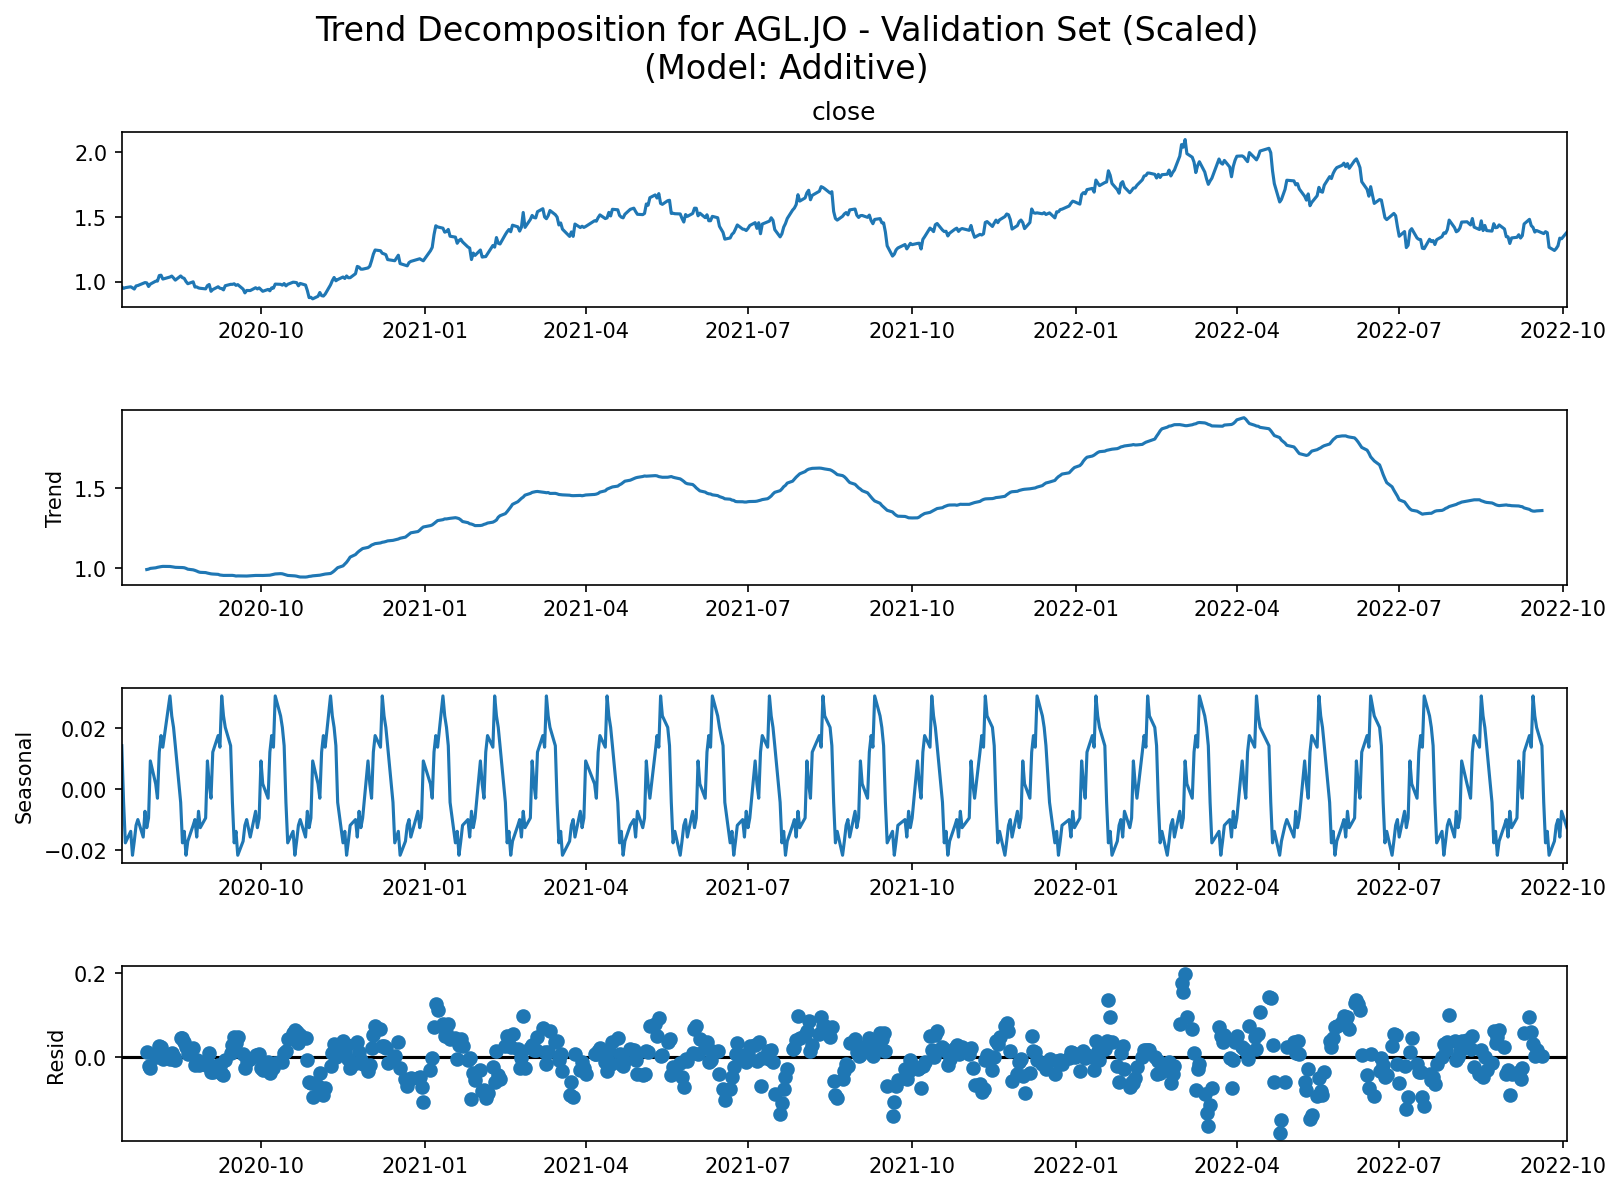 Trend Decomposition for AGL.JO - Validation Set (Scaled)
(Model: Additive)
close
2.0
1.5
1.0
2020-10 2021-01 2021-04 2021-07 2021-10 2022-01 2022-04 2022-07 2022-10
Trend
1.5
1.0
2020-10 2021-01 2021-04 2021-07 2021-10 2022-01 2022-04 2022-07 2022-10
Seasonal
0.02
0.00
−0.02
2020-10 2021-01 2021-04 2021-07 2021-10 2022-01 2022-04 2022-07 2022-10
Resid
0.2
0.0
2020-10 2021-01 2021-04 2021-07 2021-10 2022-01 2022-04 2022-07 2022-10